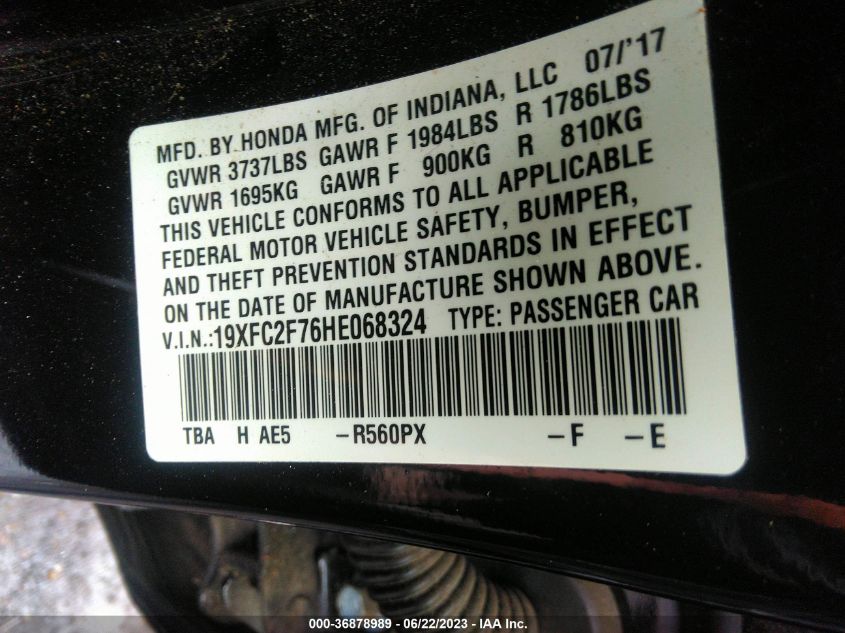 MFD. BY HONDA MFG. OF INDIANA, LLC 07/'17
GVWR 3737LBS GAWR F 1984LBS R 1786LBS
GVWR 1695KG GAWR F 900KG R 810KG
THIS VEHICLE CONFORMS TO ALL APPLICABLE
FEDERAL MOTOR VEHICLE SAFETY, BUMPER,
AND THEFT PREVENTION STANDARDS IN EFFECT
ON THE DATE OF MANUFACTURE SHOWN ABOVE.
V.I.N.:19XFC2F76HE068324 TYPE: PASSENGER CAR
TBA H AE5 -R560PX -F -E
000-36878989 - 06/22/2023 - IAA Inc.